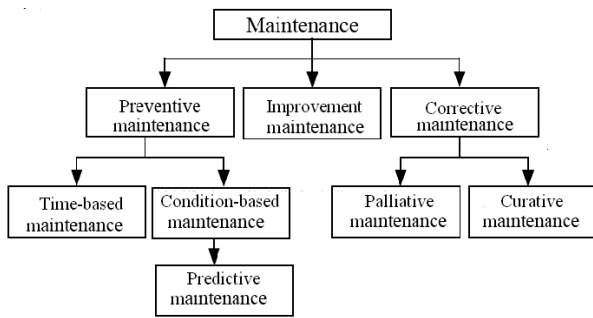 Maintenance
Preventive
maintenance
Improvement
maintenance
Corrective
maintenance
Time-based
maintenance
Condition-based
maintenance
Palliative
maintenance
Curative
maintenance
Predictive
maintenance